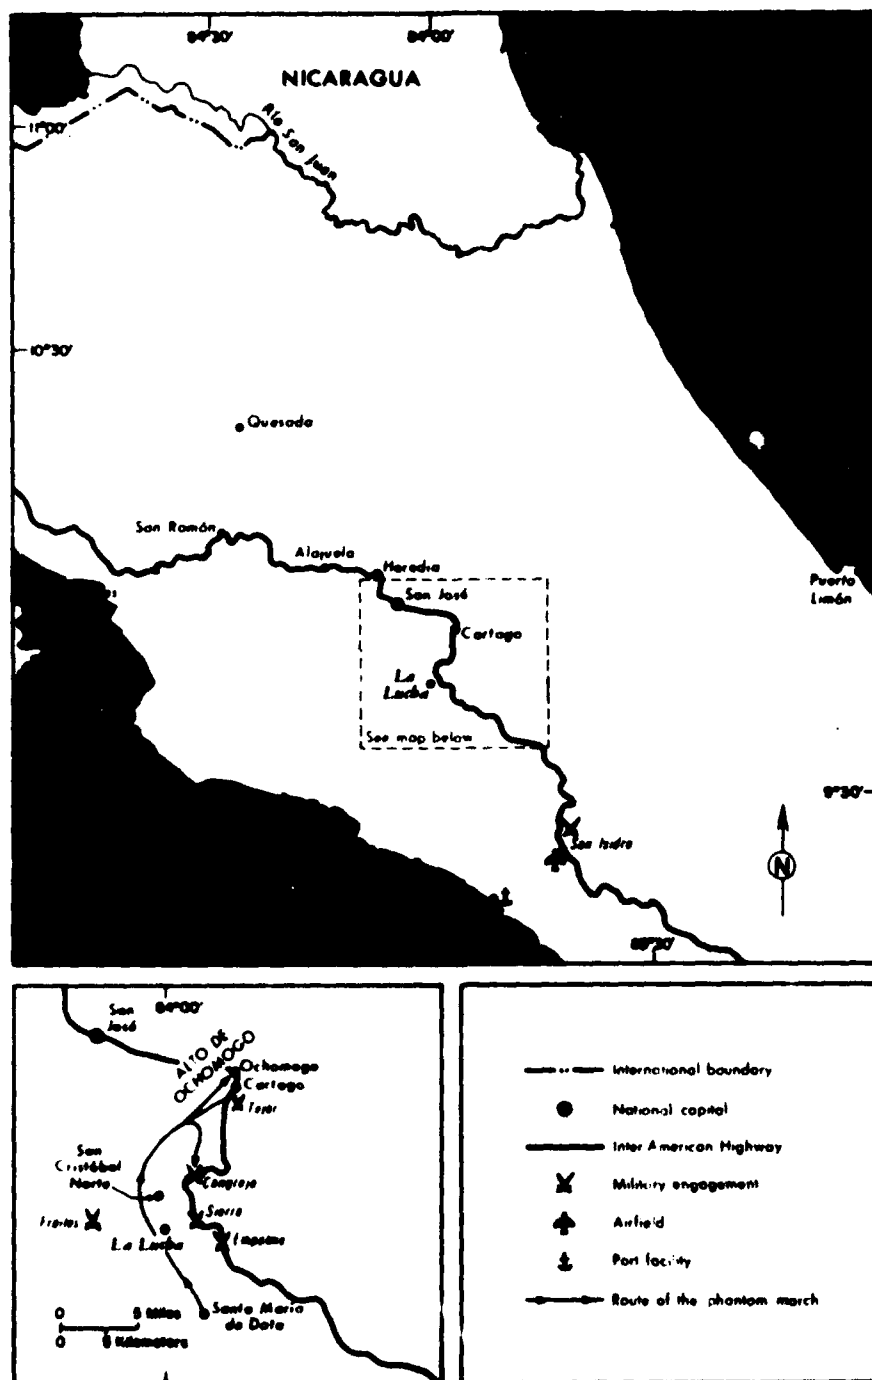 84°30'
84°00'
NICARAGUA
11°00'
Río San Juan
10°30'
Quesada
San Ramón
Alajuela
Heredia
San José
Puerto
Limón
Cartago
La
Lucha
See map below
9°30'
San Isidro
N
84°00'
San
José
ALTO DE
OCHOMOGO
Ochomogo
Cartago
Tejar
San
Cristóbal
Norte
Cangreja
Frailes
Sierra
La Lucha
Empalme
0 5 Miles
0 5 Kilometers
Santa María
de Dota
International boundary
National capital
Inter American Highway
Military engagement
Airfield
Port facility
Route of the phantom march